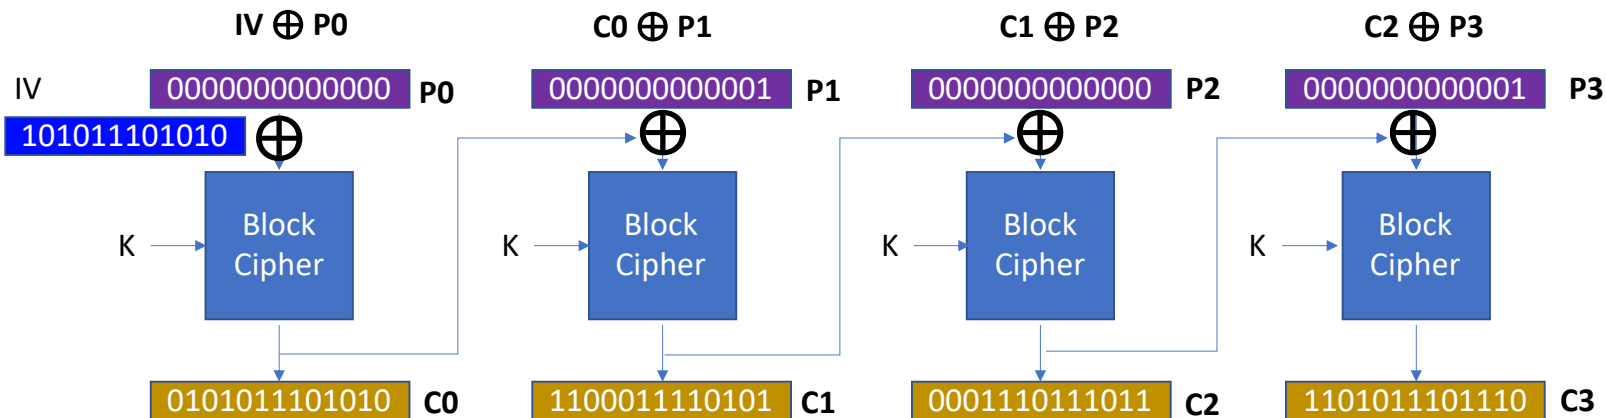 IV ⊕ P0 C0 ⊕ P1 C1 ⊕ P2 C2 ⊕ P3
IV 0000000000000 P0 0000000000001 P1 0000000000000 P2 0000000000001 P3
101011101010
K Block Cipher K Block Cipher K Block Cipher K Block Cipher
0101011101010 C0 1100011110101 C1 0001110111011 C2 1101011101110 C3